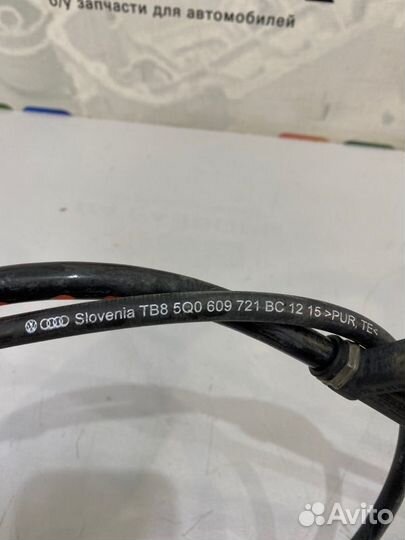 б/у запчасти для автомобилей
Slovenia TB8 5Q0 609 721 BC 12 15 >PUR, TE<
Avito